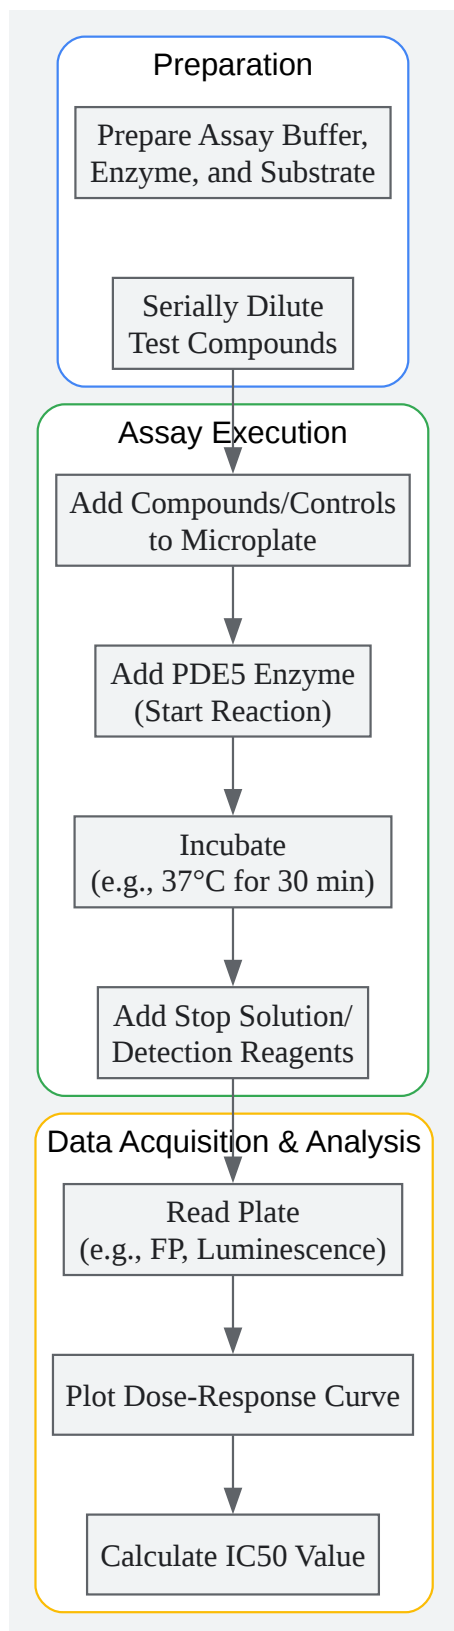 Preparation
Prepare Assay Buffer,
Enzyme, and Substrate
Serially Dilute
Test Compounds
Assay Execution
Add Compounds/Controls
to Microplate
Add PDE5 Enzyme
(Start Reaction)
Incubate
(e.g., 37°C for 30 min)
Add Stop Solution/
Detection Reagents
Data Acquisition & Analysis
Read Plate
(e.g., FP, Luminescence)
Plot Dose-Response Curve
Calculate IC50 Value